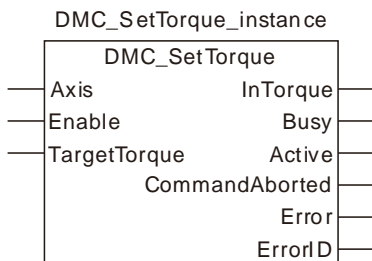 DMC_SetTorque_instance
DMC_SetTorque
Axis InTorque
Enable Busy
TargetTorque Active
CommandAborted
Error
ErrorID